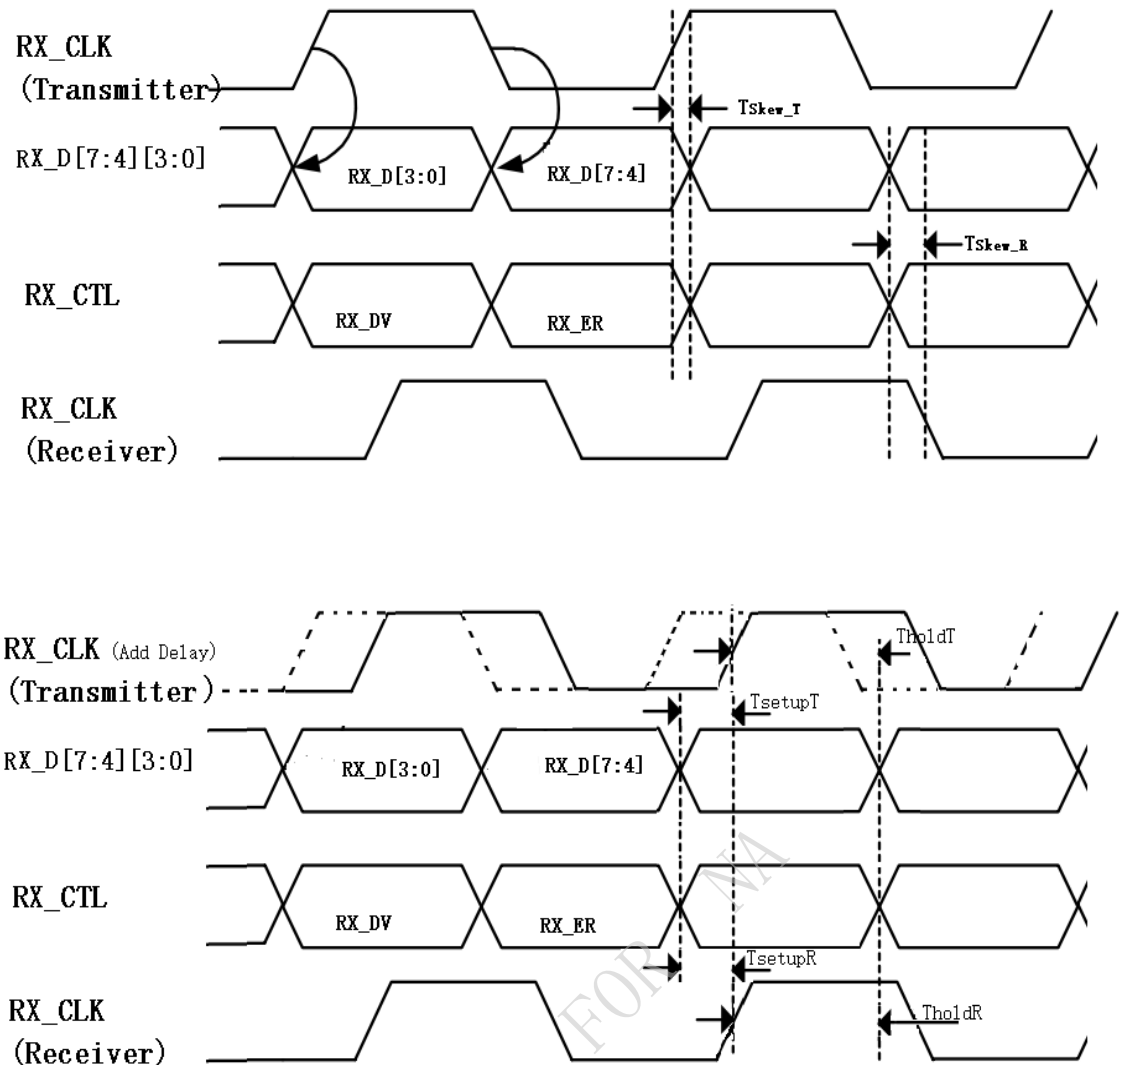 RX_CLK
(Transmitter)
TSkew_T
RX_D[7:4][3:0]
RX_D[3:0]
RX_D[7:4]
TSkew_R
RX_CTL
RX_DV
RX_ER
RX_CLK
(Receiver)
RX_CLK (Add Delay)
(Transmitter)
TholdT
TsetupT
RX_D[7:4][3:0]
RX_D[3:0]
RX_D[7:4]
RX_CTL
RX_DV
RX_ER
TsetupR
FOR NA
RX_CLK
(Receiver)
TholdR